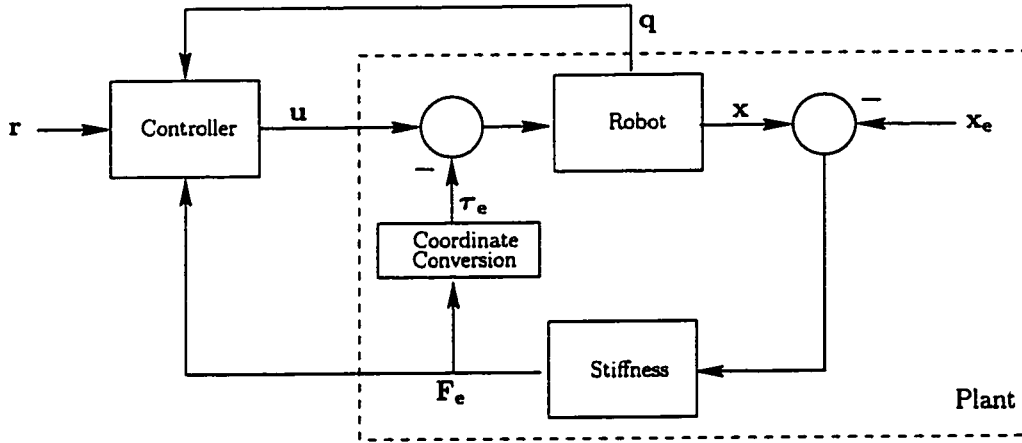 q
r
Controller
u
−
Robot
x
−
x_e
τ_e
Coordinate
Conversion
Stiffness
F_e
Plant